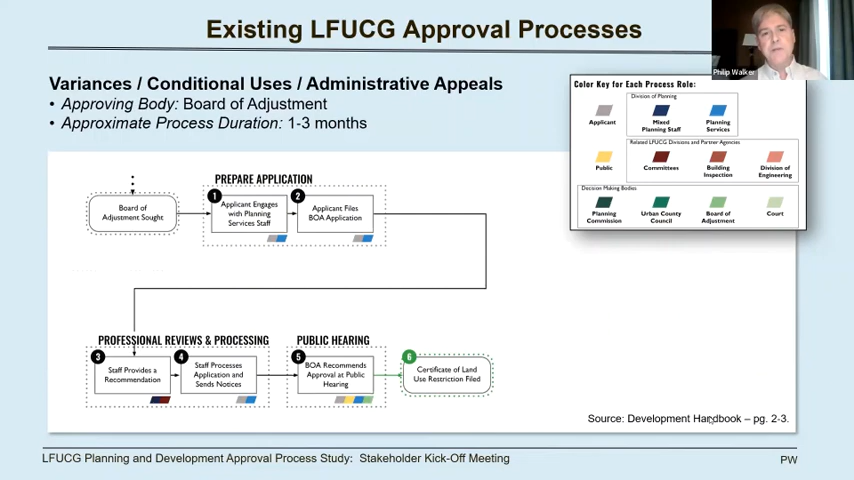 Existing LFUCG Approval Processes
Philip Walker
Variances / Conditional Uses / Administrative Appeals
• Approving Body: Board of Adjustment
• Approximate Process Duration: 1-3 months
Color Key for Each Process Role:
Division of Planning
Applicant
Mixed
Planning Staff
Planning
Services
Related LFUCG Divisions and Partner Agencies
Public
Committees
Building
Inspection
Division of
Engineering
Decision Making Bodies
Planning
Commission
Urban County
Council
Board of
Adjustment
Court
PREPARE APPLICATION
Board of
Adjustment Sought
1
Applicant Engages
with Planning
Services Staff
2
Applicant Files
BOA Application
PROFESSIONAL REVIEWS & PROCESSING
3
Staff Provides a
Recommendation
4
Staff Processes
Application and
Sends Notices
PUBLIC HEARING
5
BOA Recommends
Approval at Public
Hearing
6
Certificate of Land
Use Restriction Filed
Source: Development Handbook – pg. 2-3.
LFUCG Planning and Development Approval Process Study: Stakeholder Kick-Off Meeting
PW